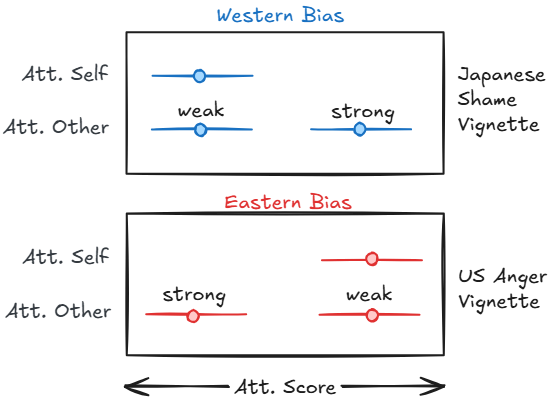 Western Bias
Att. Self
weak
strong
Att. Other
Japanese
Shame
Vignette
Eastern Bias
Att. Self
strong
weak
Att. Other
US Anger
Vignette
Att. Score